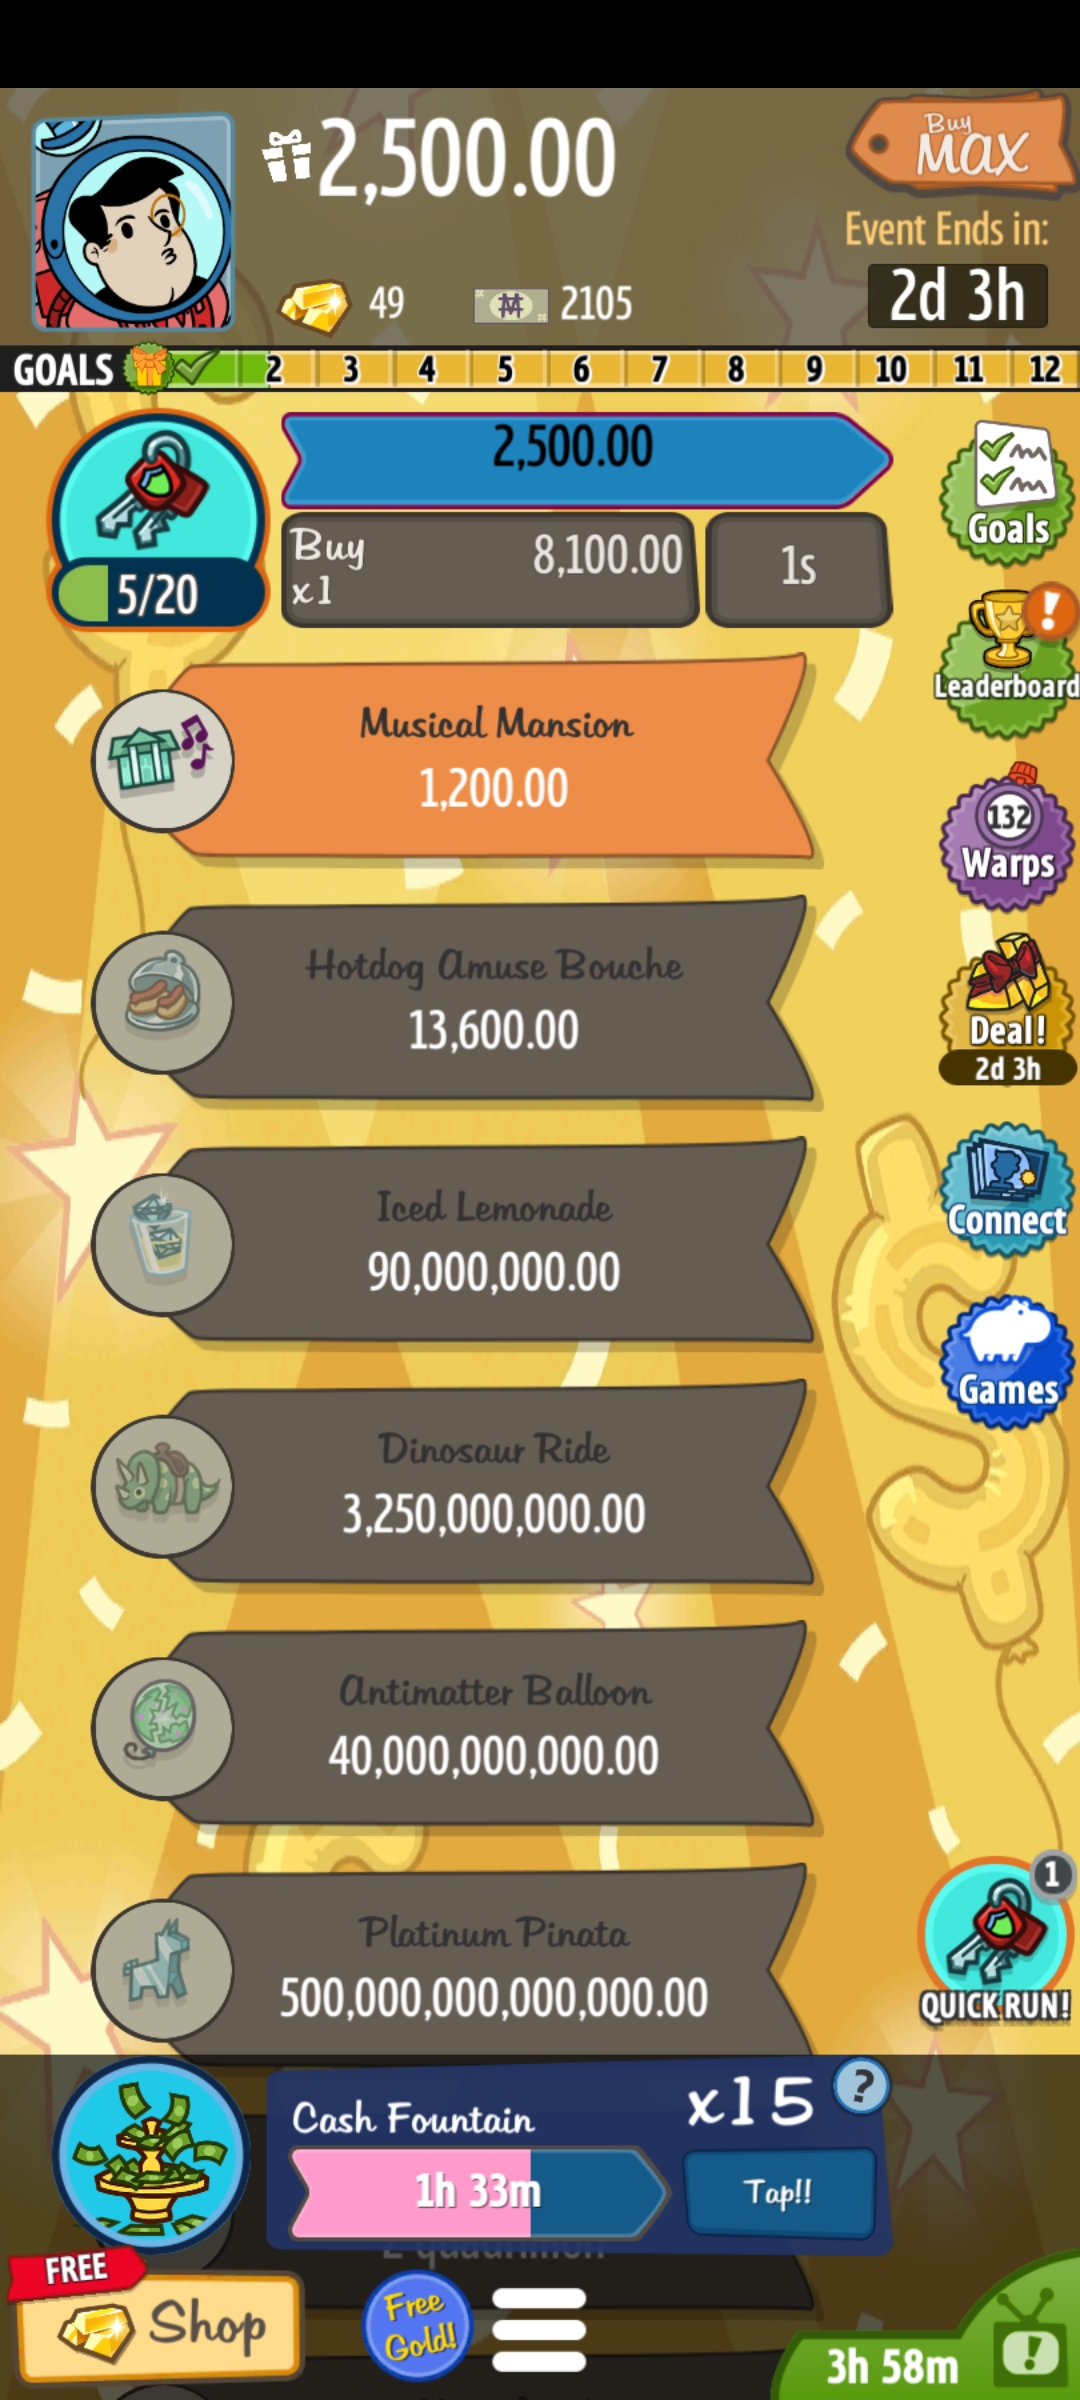 2,500.00
Buy
MAX
Event Ends in:
49
2105
2d 3h
GOALS 2 3 4 5 6 7 8 9 10 11 12
2,500.00
Buy
x1
8,100.00
1s
5/20
Goals
Leaderboard
Musical Mansion
1,200.00
132
Warps
Hotdog Amuse Bouche
13,600.00
Deal!
2d 3h
Iced Lemonade
90,000,000.00
Connect
Games
Dinosaur Ride
3,250,000,000.00
Antimatter Balloon
40,000,000,000.00
1
QUICK RUN!
Platinum Pinata
500,000,000,000,000.00
Cash Fountain
x15
?
1h 33m
Tap!!
FREE
Shop
Free
Gold!
3h 58m